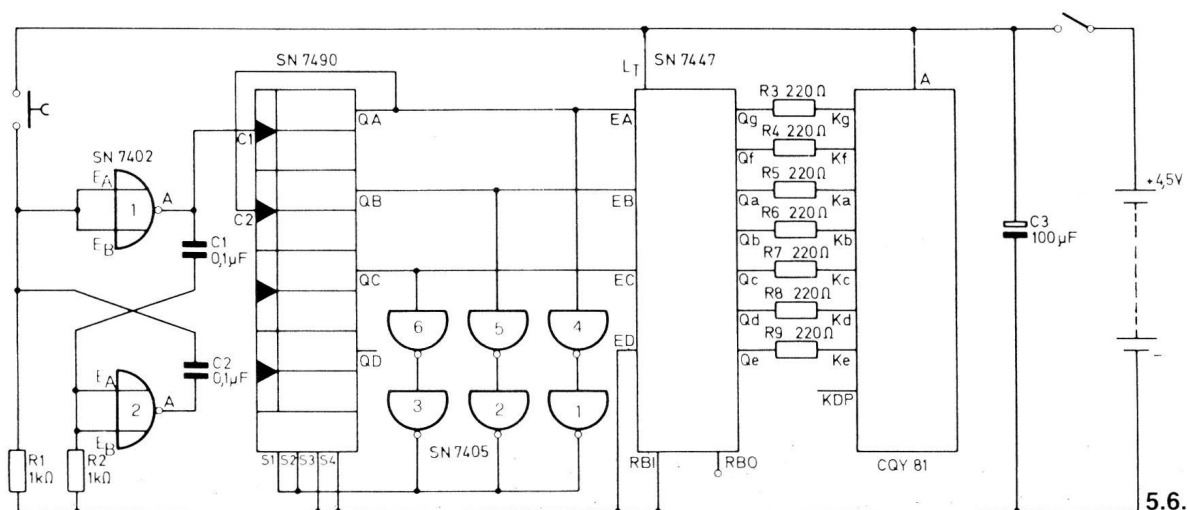 SN 7490
LT
SN 7447
A
C1
QA
EA
Qg
R3 220Ω
Kg
SN 7402
EA
1
A
EB
C2
QB
EB
Qf
R4 220Ω
Kf
Qa
R5 220Ω
Ka
Qb
R6 220Ω
Kb
+4,5V
C3
100µF
C1
0,1µF
QC
EC
Qc
R7 220Ω
Kc
6
5
4
Qd
R8 220Ω
Kd
ED
Qe
R9 220Ω
Ke
C2
0,1µF
QD
EA
2
A
EB
3
2
1
KDP
−
R1
1kΩ
R2
1kΩ
S1
S2
S3
S4
SN 7405
RBI
RBO
CQY 81
5.6.